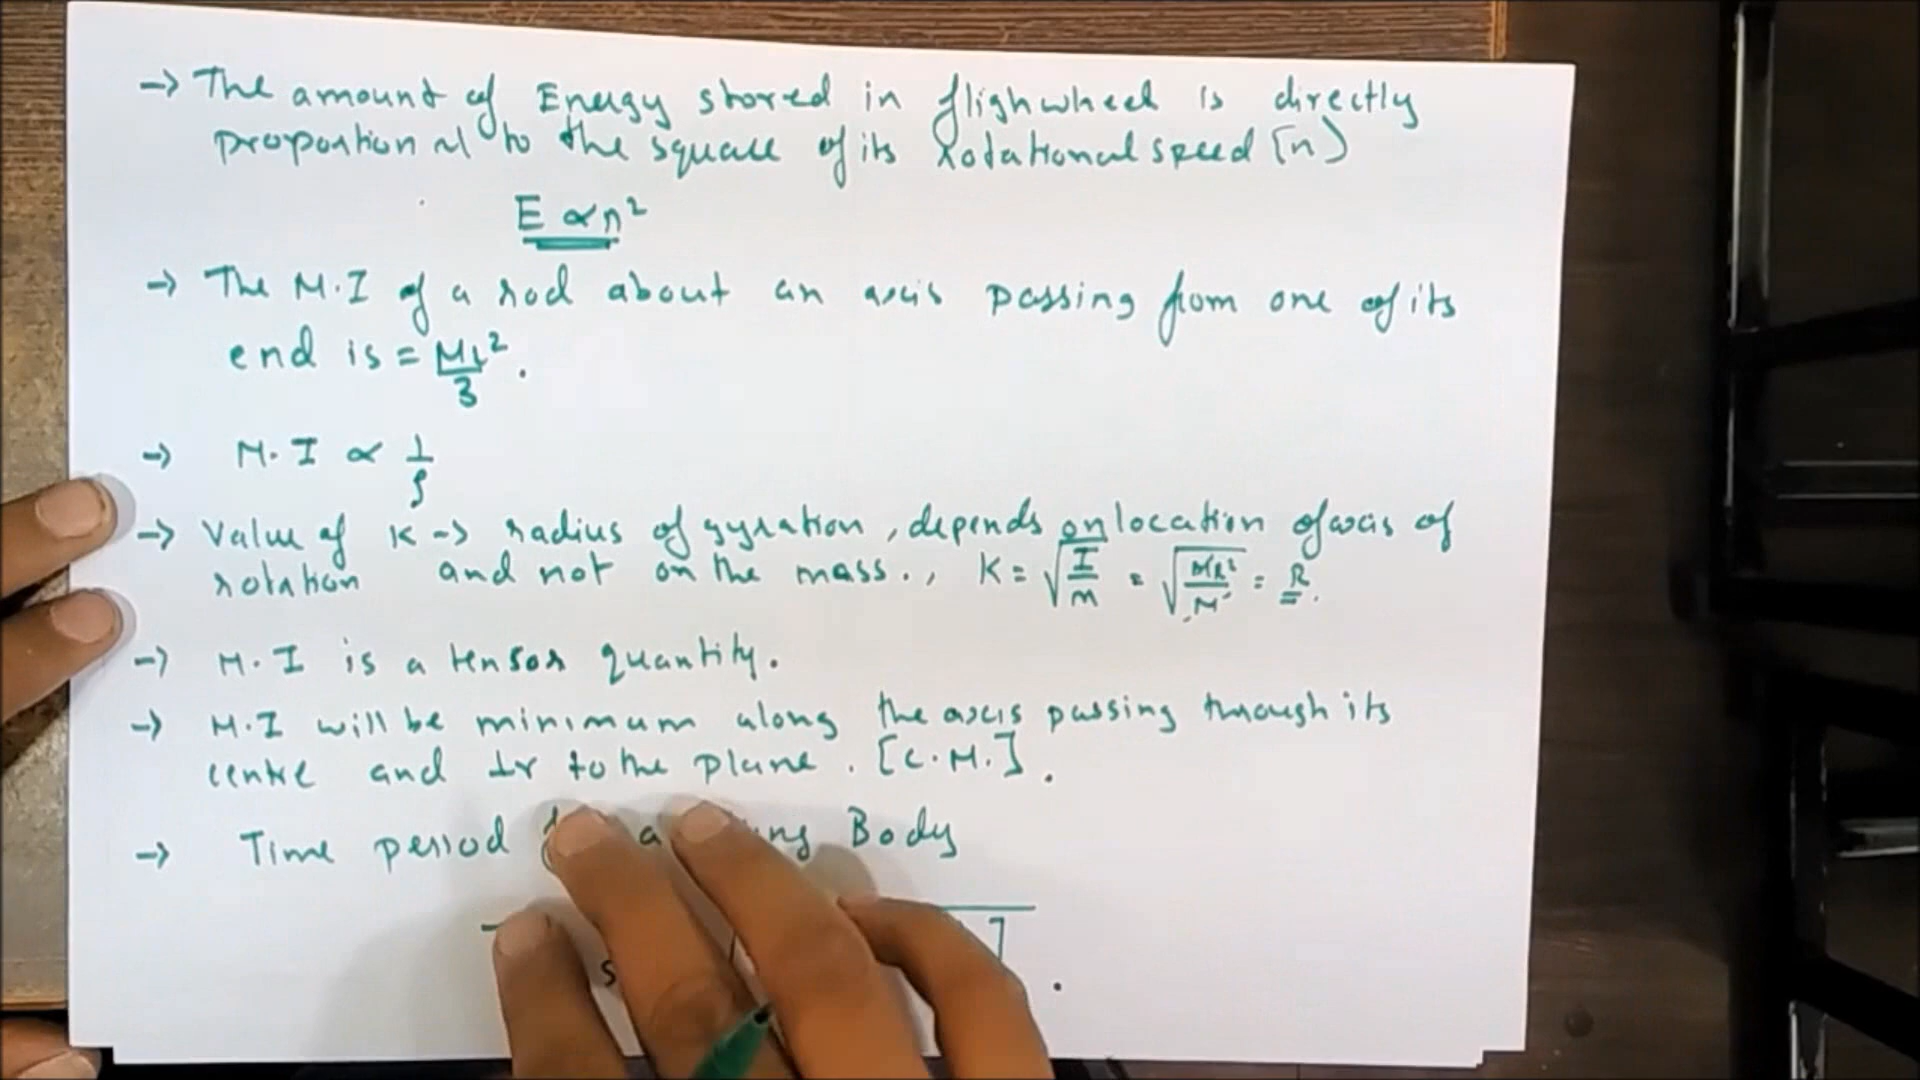 → The amount of Energy stored in flighwheel is directly
proportional to the square of its rotational speed [n)
E ∝ n²
→ The M.I of a rod about an axis passing from one of its
end is = ML²/3 .
→ M.I ∝ 1/ρ
→ Value of K → radius of gyration, depends on location of axis of
rotation and not on the mass., K = √(I/m) = √(MR²/M) = R.
→ M.I is a tensor quantity.
→ M.I will be minimum along the axis passing through its
centre and ⊥r to the plane. [C.M.] .
→ Time period a Body